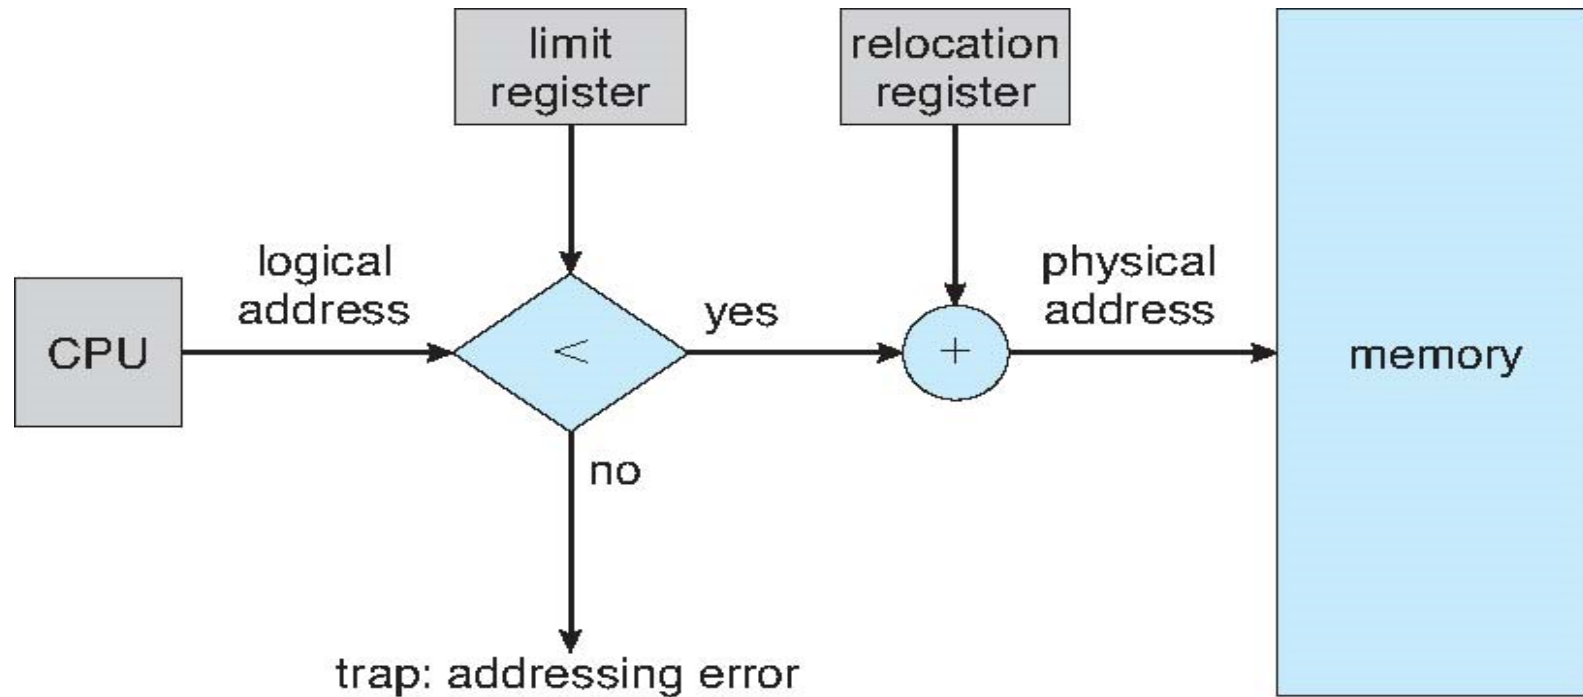 limit
register
relocation
register
logical
address
yes
physical
address
CPU
<
+
memory
no
trap: addressing error